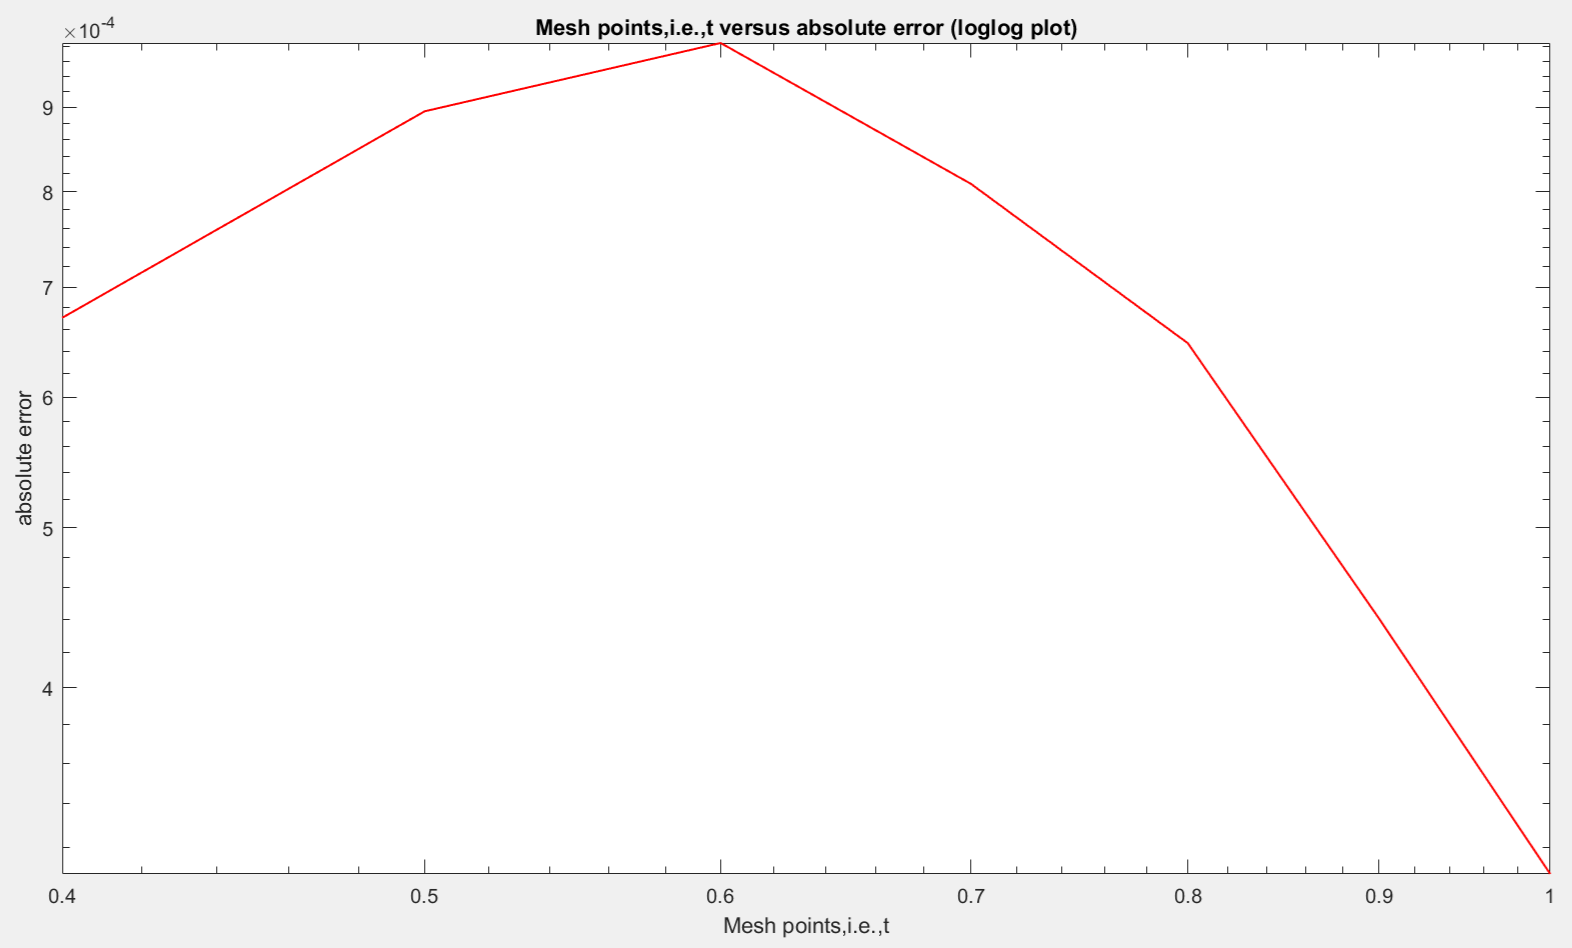 Mesh points,i.e.,t versus absolute error (loglog plot)
×10-4
9
8
7
6
5
4
absolute error
0.4 0.5 0.6 0.7 0.8 0.9 1
Mesh points,i.e.,t